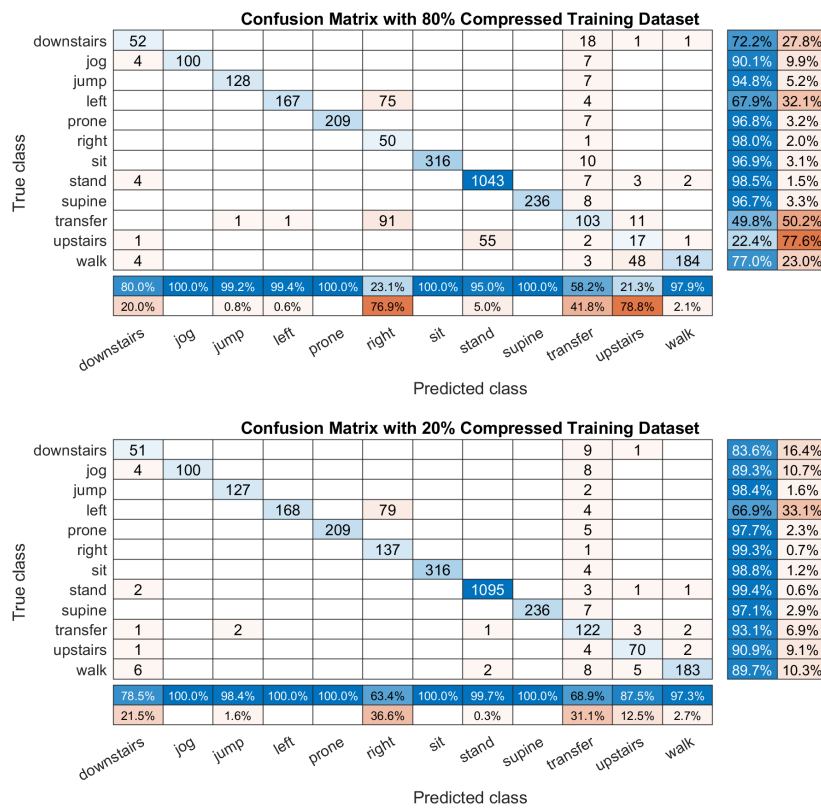 Confusion Matrix with 80% Compressed Training Dataset
downstairs 52 18 1 1 72.2% 27.8%
jog 4 100 7 90.1% 9.9%
jump 128 7 94.8% 5.2%
left 167 75 4 67.9% 32.1%
prone 209 7 96.8% 3.2%
right 50 1 98.0% 2.0%
sit 316 10 96.9% 3.1%
stand 4 1043 7 3 2 98.5% 1.5%
supine 236 8 96.7% 3.3%
transfer 1 1 91 103 11 49.8% 50.2%
upstairs 1 55 2 17 1 22.4% 77.6%
walk 4 3 48 184 77.0% 23.0%
True class
80.0% 100.0% 99.2% 99.4% 100.0% 23.1% 100.0% 95.0% 100.0% 58.2% 21.3% 97.9%
20.0% 0.8% 0.6% 76.9% 5.0% 41.8% 78.8% 2.1%
downstairs jog jump left prone right sit stand supine transfer upstairs walk
Predicted class
Confusion Matrix with 20% Compressed Training Dataset
downstairs 51 9 1 83.6% 16.4%
jog 4 100 8 89.3% 10.7%
jump 127 2 98.4% 1.6%
left 168 79 4 66.9% 33.1%
prone 209 5 97.7% 2.3%
right 137 1 99.3% 0.7%
sit 316 4 98.8% 1.2%
stand 2 1095 3 1 1 99.4% 0.6%
supine 236 7 97.1% 2.9%
transfer 1 2 1 122 3 2 93.1% 6.9%
upstairs 1 4 70 2 90.9% 9.1%
walk 6 2 8 5 183 89.7% 10.3%
True class
78.5% 100.0% 98.4% 100.0% 100.0% 63.4% 100.0% 99.7% 100.0% 68.9% 87.5% 97.3%
21.5% 1.6% 36.6% 0.3% 31.1% 12.5% 2.7%
downstairs jog jump left prone right sit stand supine transfer upstairs walk
Predicted class